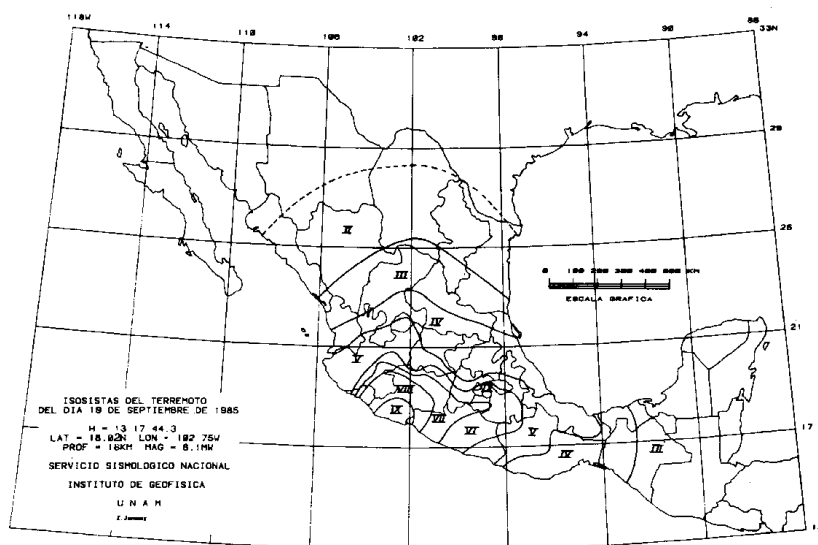 118W
114
110
106
102
98
94
90
86
33N
29
25
21
17
II
III
IV
V
VIII
IX
IX
VII
VI
V
IV
III
0 100 200 300 400 500 KM
ESCALA GRAFICA
ISOSISTAS DEL TERREMOTO
DEL DIA 19 DE SEPTIEMBRE DE 1985
H = 13 17 44.3
LAT = 18.02N LON - 102 75W
PROF = 16KM MAG = 8.1MW
SERVICIO SISMOLOGICO NACIONAL
INSTITUTO DE GEOFISICA
U N A M